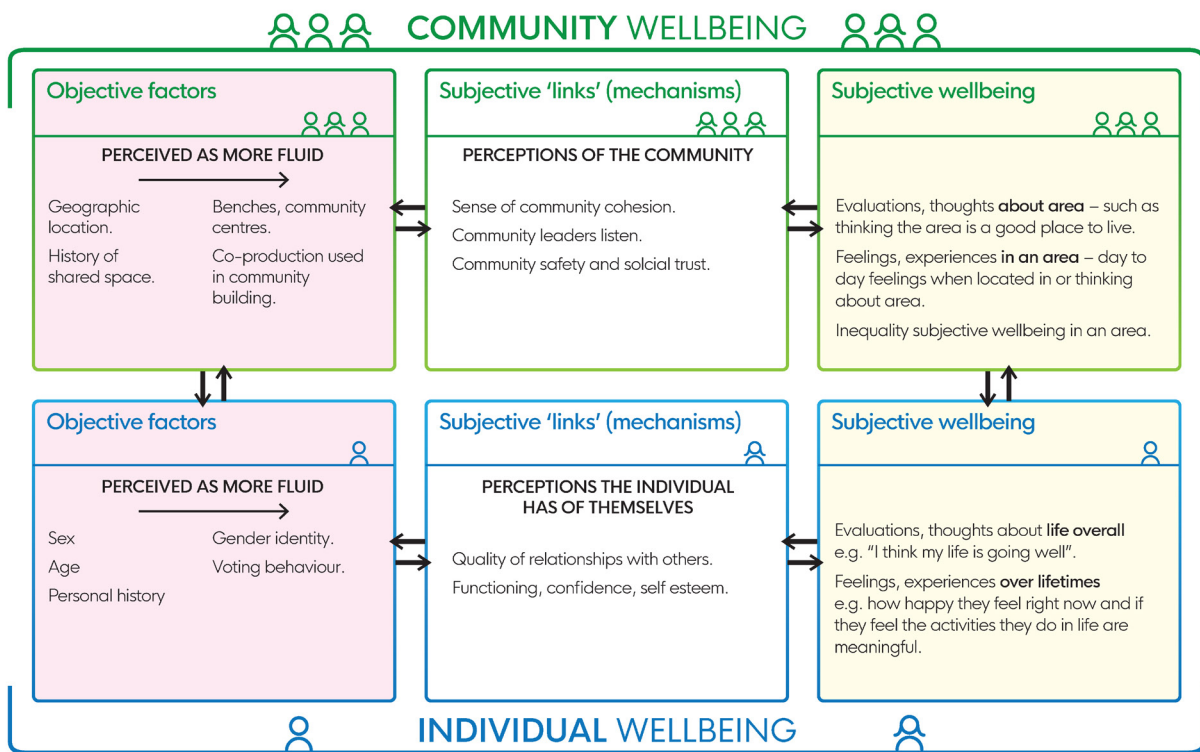 COMMUNITY WELLBEING
Objective factors
PERCEIVED AS MORE FLUID
Geographic
location.
History of
shared space.
Benches, community
centres.
Co-production used
in community
building.
Subjective ‘links’ (mechanisms)
PERCEPTIONS OF THE COMMUNITY
Sense of community cohesion.
Community leaders listen.
Community safety and solcial trust.
Subjective wellbeing
Evaluations, thoughts about area – such as
thinking the area is a good place to live.
Feelings, experiences in an area – day to
day feelings when located in or thinking
about area.
Inequality subjective wellbeing in an area.
Objective factors
PERCEIVED AS MORE FLUID
Sex
Age
Personal history
Gender identity.
Voting behaviour.
Subjective ‘links’ (mechanisms)
PERCEPTIONS THE INDIVIDUAL
HAS OF THEMSELVES
Quality of relationships with others.
Functioning, confidence, self esteem.
Subjective wellbeing
Evaluations, thoughts about life overall
e.g. “I think my life is going well”.
Feelings, experiences over lifetimes
e.g. how happy they feel right now and if
they feel the activities they do in life are
meaningful.
INDIVIDUAL WELLBEING